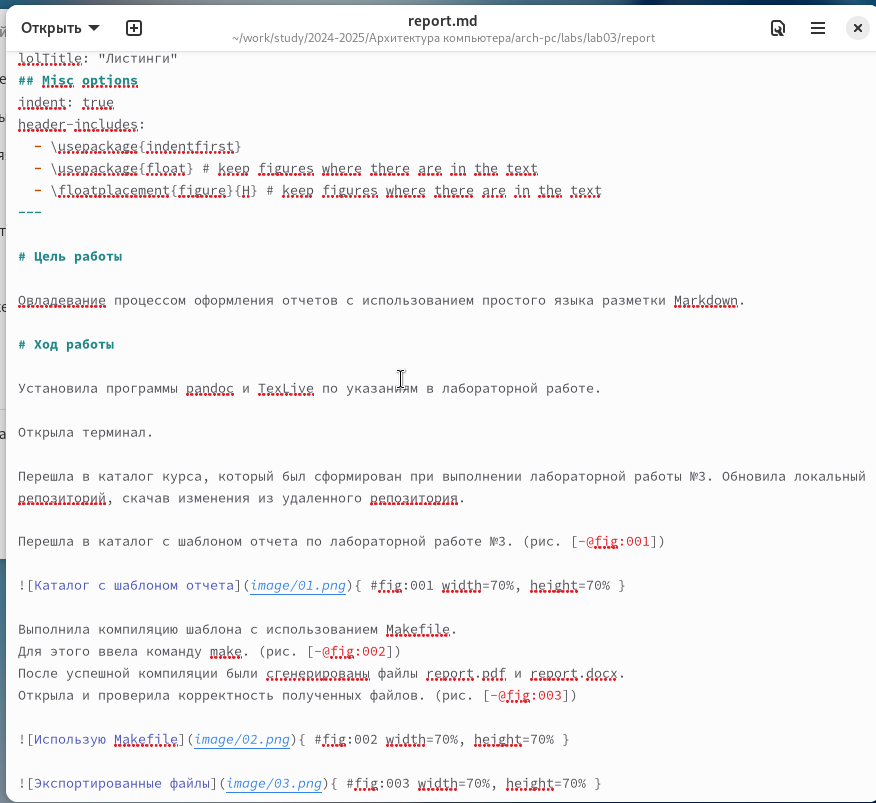 Открыть
report.md
~/work/study/2024-2025/Архитектура компьютера/arch-pc/labs/lab03/report
lolTitle: "Листинги"
## Misc options
indent: true
header-includes:
- \usepackage{indentfirst}
- \usepackage{float} # keep figures where there are in the text
- \floatplacement{figure}{H} # keep figures where there are in the text
---
# Цель работы
Овладевание процессом оформления отчетов с использованием простого языка разметки Markdown.
# Ход работы
Установила программы pandoc и TexLive по указаниям в лабораторной работе.
Открыла терминал.
Перешла в каталог курса, который был сформирован при выполнении лабораторной работы №3. Обновила локальный
репозиторий, скачав изменения из удаленного репозитория.
Перешла в каталог с шаблоном отчета по лабораторной работе №3. (рис. [-@fig:001])
![Каталог с шаблоном отчета](image/01.png){ #fig:001 width=70%, height=70% }
Выполнила компиляцию шаблона с использованием Makefile.
Для этого ввела команду make. (рис. [-@fig:002])
После успешной компиляции были сгенерированы файлы report.pdf и report.docx.
Открыла и проверила корректность полученных файлов. (рис. [-@fig:003])
![Использую Makefile](image/02.png){ #fig:002 width=70%, height=70% }
![Экспортированные файлы](image/03.png){ #fig:003 width=70%, height=70% }